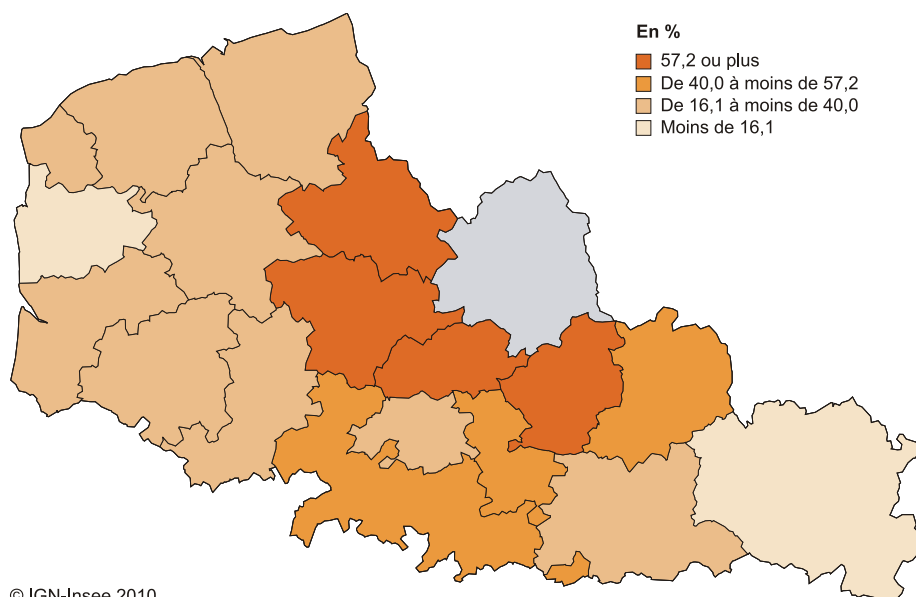 En %
57,2 ou plus
De 40,0 à moins de 57,2
De 16,1 à moins de 40,0
Moins de 16,1
© IGN-Insee 2010